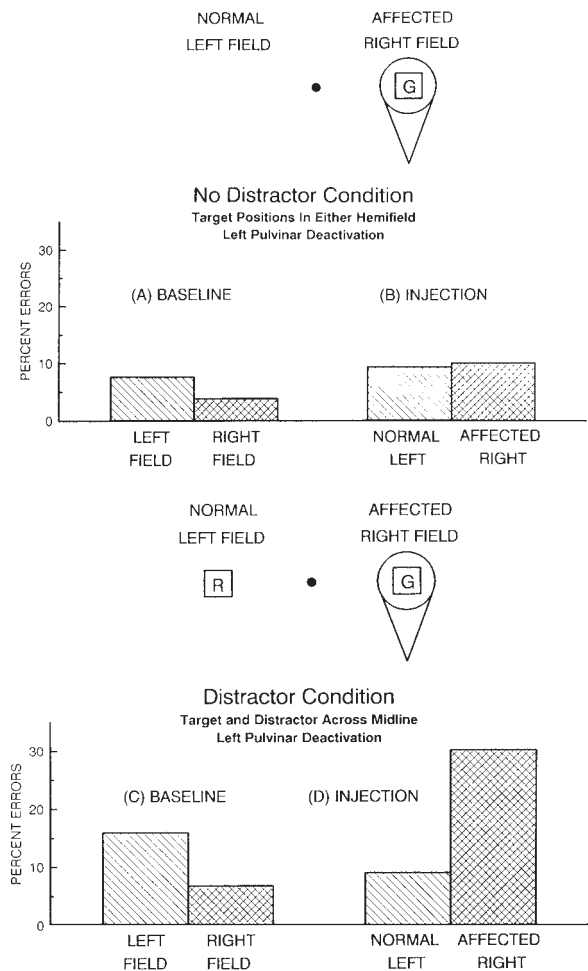 NORMAL AFFECTED
LEFT FIELD RIGHT FIELD
G
No Distractor Condition
Target Positions In Either Hemifield
Left Pulvinar Deactivation
PERCENT ERRORS
30
20
10
0
(A) BASELINE (B) INJECTION
LEFT RIGHT NORMAL AFFECTED
FIELD FIELD LEFT RIGHT
NORMAL AFFECTED
LEFT FIELD RIGHT FIELD
R G
Distractor Condition
Target and Distractor Across Midline
Left Pulvinar Deactivation
PERCENT ERRORS
30
20
10
0
(C) BASELINE (D) INJECTION
LEFT RIGHT NORMAL AFFECTED
FIELD FIELD LEFT RIGHT